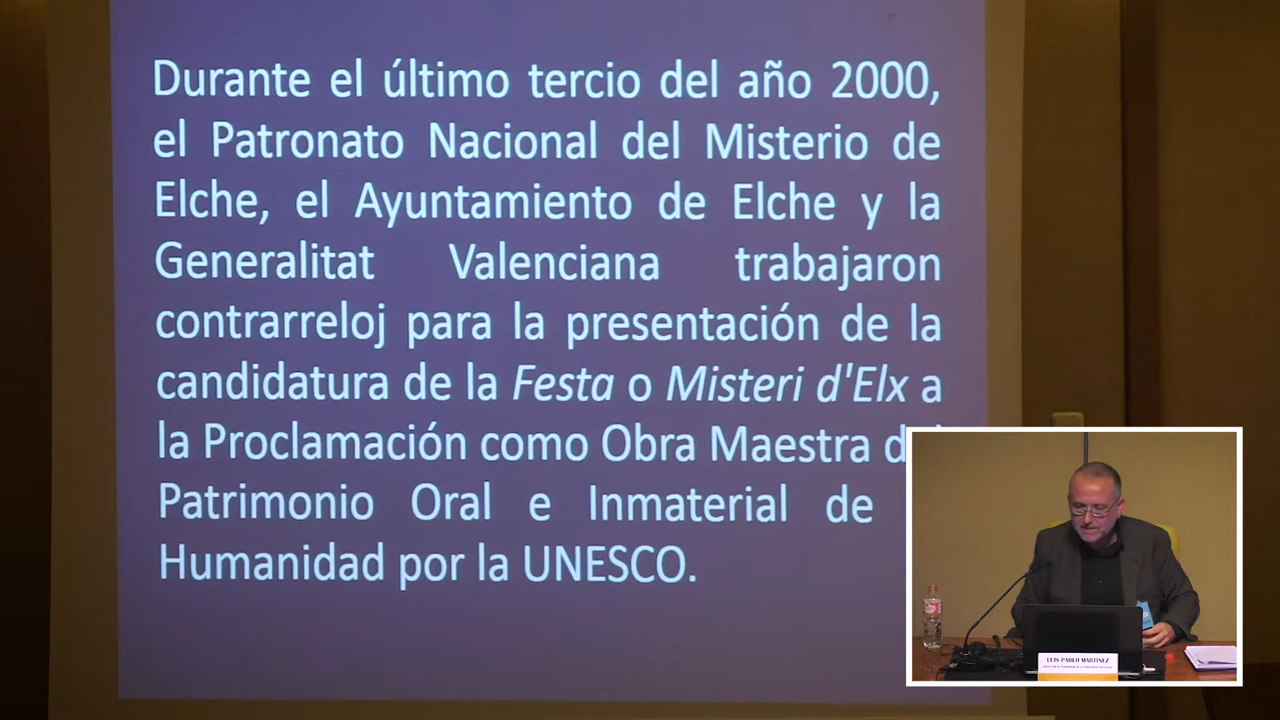 Durante el último tercio del año 2000,
el Patronato Nacional del Misterio de
Elche, el Ayuntamiento de Elche y la
Generalitat Valenciana trabajaron
contrarreloj para la presentación de la
candidatura de la Festa o Misteri d'Elx a
la Proclamación como Obra Maestra
Patrimonio Oral e Inmaterial de
Humanidad por la UNESCO.
LUIS PABLO MARTÍNEZ